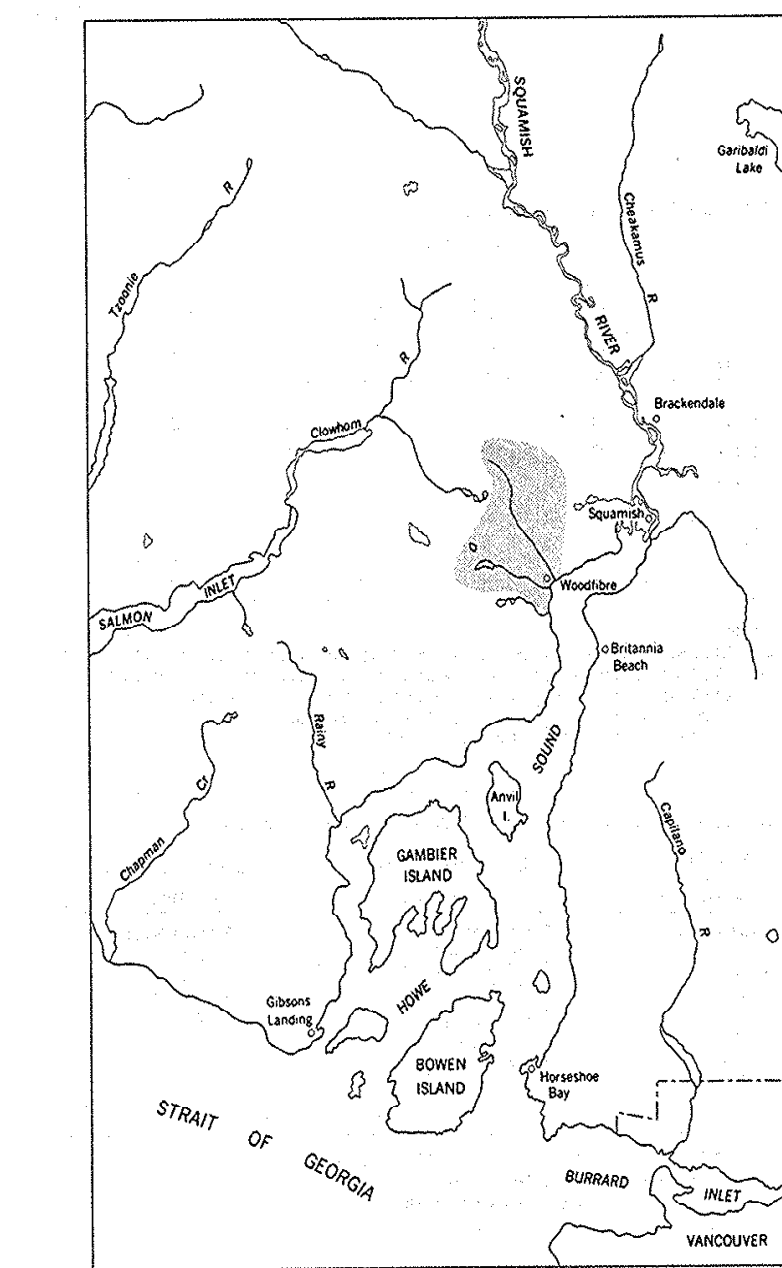 SQUAMISH
Garibaldi
Lake
Cheakamus
R
R
Tzoonie
RIVER
R
Brackendale
Clowhom
Squamish
Woodfibre
INLET
SALMON
Britannia
Beach
Rainy
R
SOUND
Cr
Chapman
Anvil
I.
Capilano
R
GAMBIER
ISLAND
HOWE
Gibsons
Landing
BOWEN
ISLAND
Horseshoe
Bay
STRAIT OF GEORGIA
BURRARD
INLET
VANCOUVER